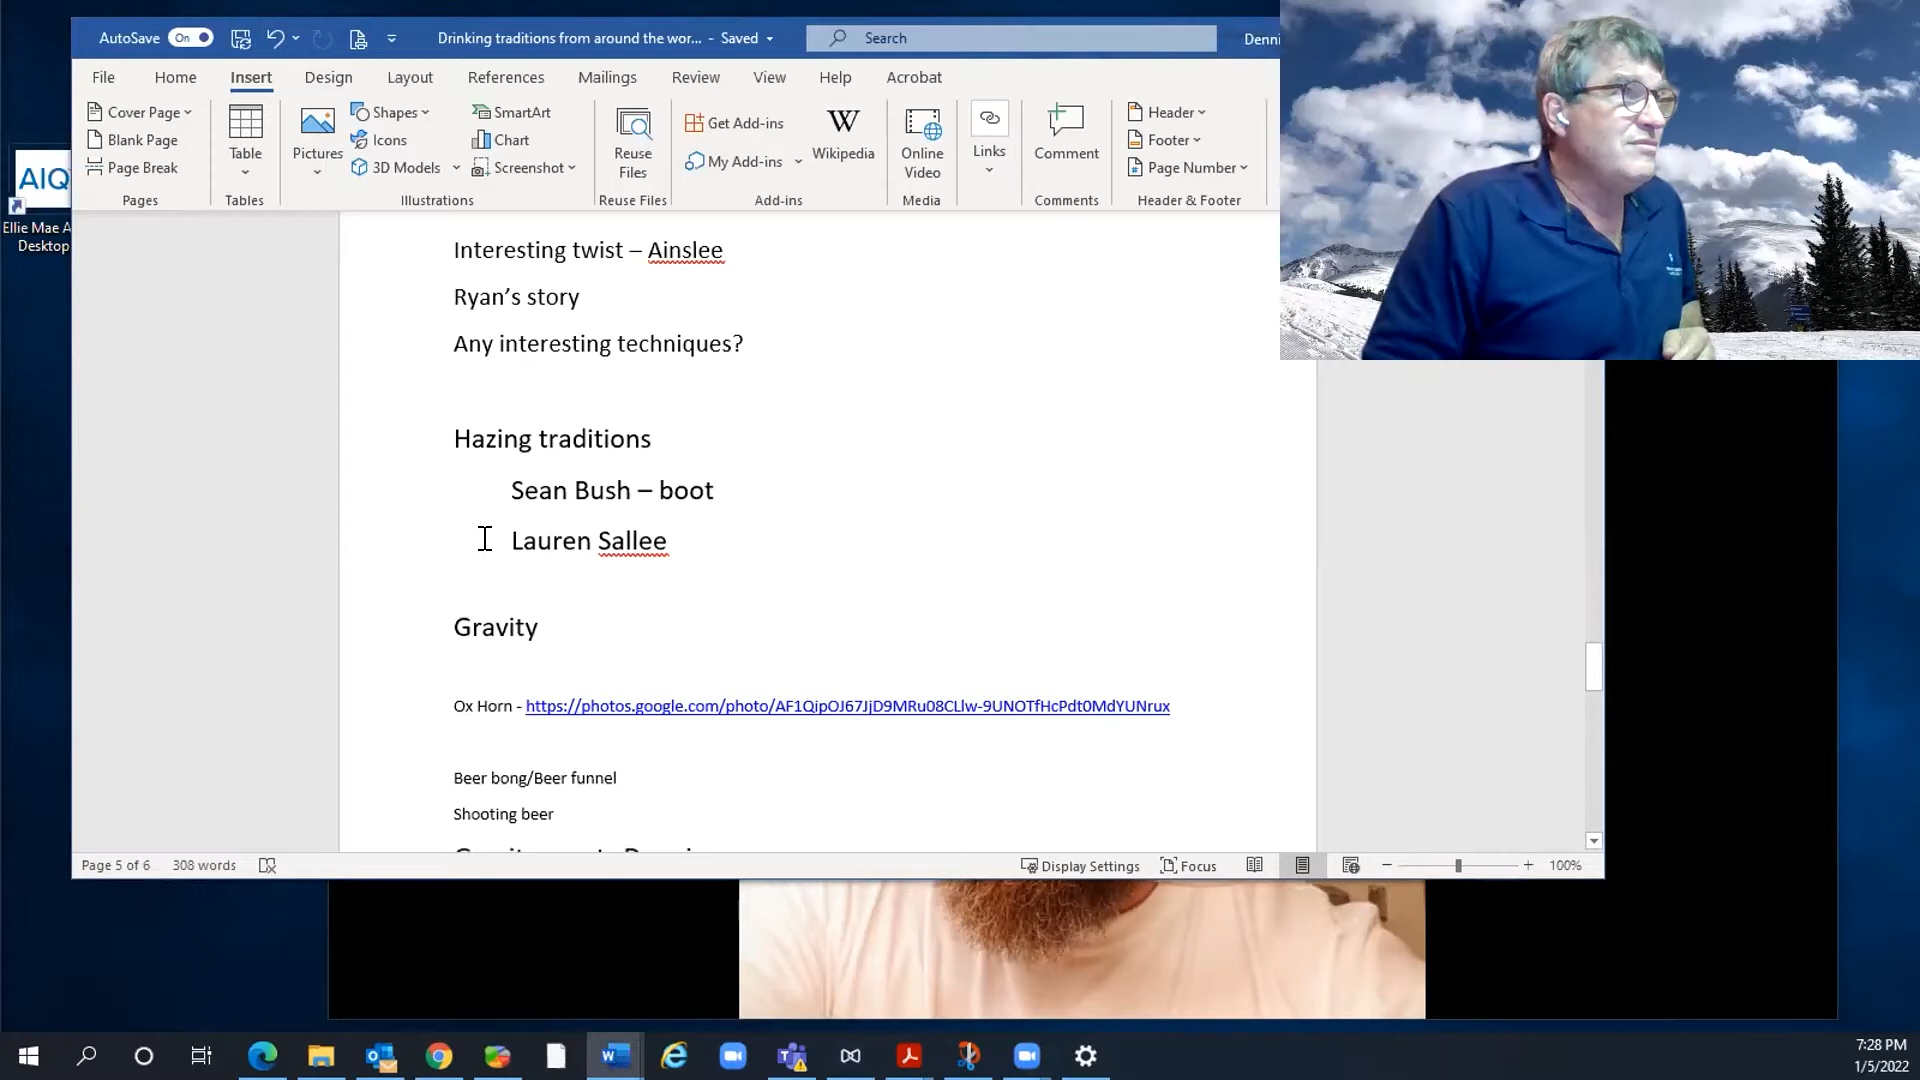 AutoSave On Drinking traditions from around the wor... - Saved Search Denni
File Home Insert Design Layout References Mailings Review View Help Acrobat
Cover Page
Blank Page
Page Break
Pages
Table
Tables
Pictures
Shapes
Icons
3D Models
SmartArt
Chart
Screenshot
Illustrations
Reuse
Files
Reuse Files
Get Add-ins
My Add-ins
Wikipedia
Add-ins
Online
Video
Media
Links
Comment
Comments
Header
Footer
Page Number
Header & Footer
AIQ
Ellie Mae A
Desktop
Interesting twist – Ainslee
Ryan’s story
Any interesting techniques?
Hazing traditions
Sean Bush – boot
Lauren Sallee
Gravity
Ox Horn - https://photos.google.com/photo/AF1QipOJ67JjD9MRu08CLlw-9UNOTfHcPdt0MdYUNrux
Beer bong/Beer funnel
Shooting beer
Page 5 of 6 308 words Display Settings Focus 100%
7:28 PM
1/5/2022